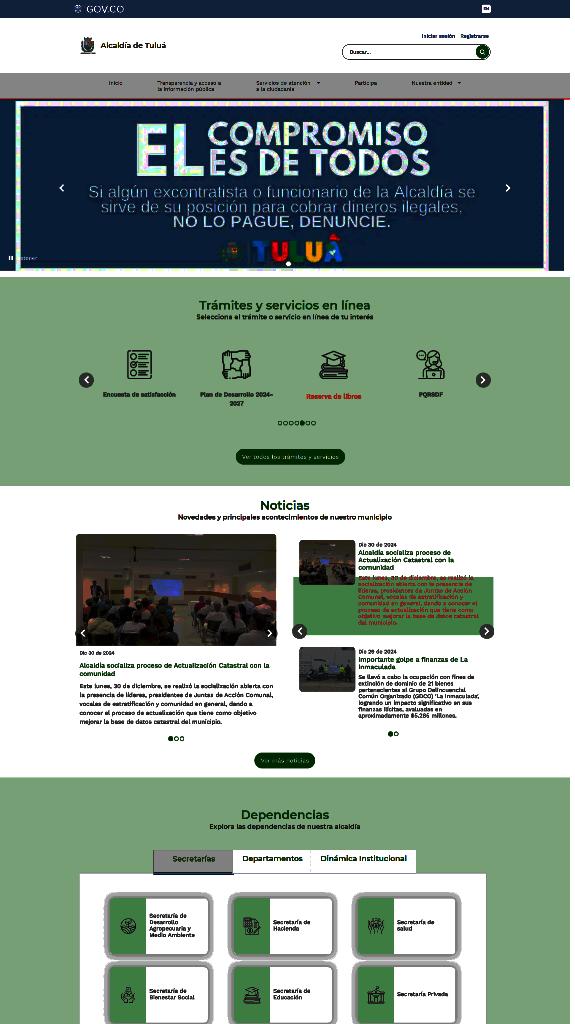 GOV.CO
EN
Iniciar sesión Registrarse
Alcaldía de Tuluá
Buscar...
Inicio
Transparencia y acceso a
la información pública
Servicios de atención
a la ciudadanía
Participa
Nuestra entidad
EL COMPROMISO
ES DE TODOS
Si algún excontratista o funcionario de la Alcaldía se
sirve de su posición para cobrar dineros ilegales,
NO LO PAGUE, DENUNCIE.
TULUÁ
Trámites y servicios en línea
Selecciona el trámite o servicio en línea de tu interés
Encuesta de satisfacción
Plan de Desarrollo 2024-
2027
Reserva de libros
PQRSDF
Ver todos los trámites y servicios
Noticias
Novedades y principales acontecimientos de nuestro municipio
Dic 30 de 2024
Alcaldía socializa proceso de Actualización Catastral con la
comunidad
Este lunes, 30 de diciembre, se realizó la socialización abierta con
la presencia de líderes, presidentes de Juntas de Acción Comunal,
vocales de estratificación y comunidad en general, dando a
conocer el proceso de actualización que tiene como objetivo
mejorar la base de datos catastral del municipio.
Dic 30 de 2024
Alcaldía socializa proceso de
Actualización Catastral con la
comunidad
Este lunes, 30 de diciembre, se realizó la
socialización abierta con la presencia de
líderes, presidentes de Juntas de Acción
Comunal, vocales de estratificación y
comunidad en general, dando a conocer el
proceso de actualización que tiene como
objetivo mejorar la base de datos catastral
del municipio.
Dic 29 de 2024
Importante golpe a finanzas de La
Inmaculada
Se llevó a cabo la ocupación con fines de
extinción de dominio de 21 bienes
pertenecientes al Grupo Delincuencial
Común Organizado (GDCO) 'La Inmaculada',
logrando un impacto significativo en sus
finanzas ilícitas, avaluadas en
aproximadamente $5.286 millones.
Ver más noticias
Dependencias
Explora las dependencias de nuestra alcaldía
Secretarías
Departamentos
Dinámica Institucional
Secretaría de
Desarrollo
Agropecuario y
Medio Ambiente
Secretaría de
Hacienda
Secretaría de
salud
Secretaría de
Bienestar Social
Secretaría de
Educación
Secretaría Privada